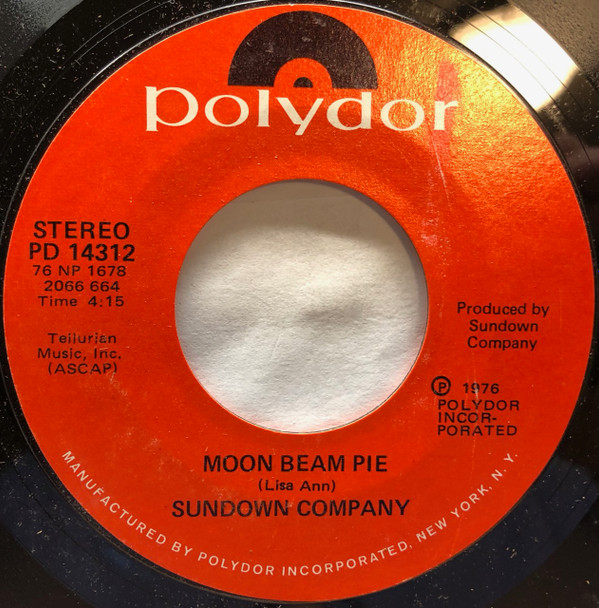 polydor
STEREO
PD 14312
76 NP 1678
2066 664
Time 4:15
Tellurian
Music, Inc.
(ASCAP)
Produced by
Sundown
Company
Ⓟ 1976
POLYDOR
INCOR-
PORATED
MOON BEAM PIE
(Lisa Ann)
SUNDOWN COMPANY
MANUFACTURED BY POLYDOR INCORPORATED, NEW YORK, N. Y.